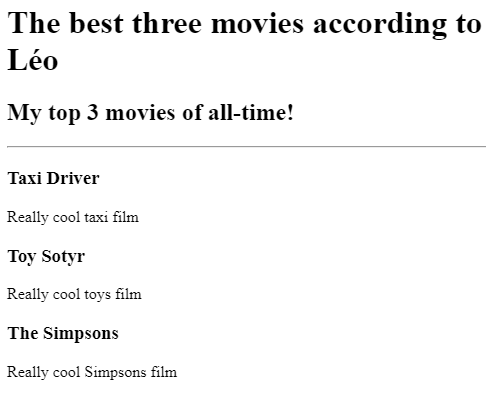 The best three movies according to
Léo
My top 3 movies of all-time!
Taxi Driver
Really cool taxi film
Toy Sotyr
Really cool toys film
The Simpsons
Really cool Simpsons film